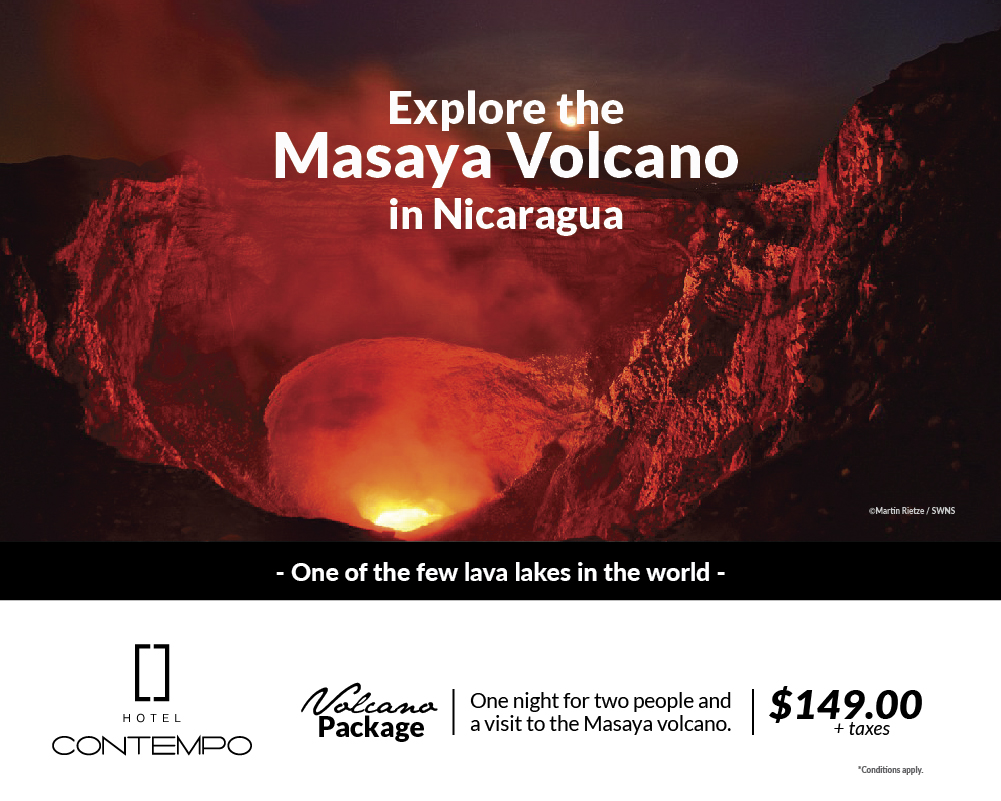 Explore the
Masaya Volcano
in Nicaragua
©Martin Rietze / SWNS
- One of the few lava lakes in the world -
HOTEL
CONTEMPO
Volcano
Package
One night for two people and
a visit to the Masaya volcano.
$149.00
+ taxes
*Conditions apply.